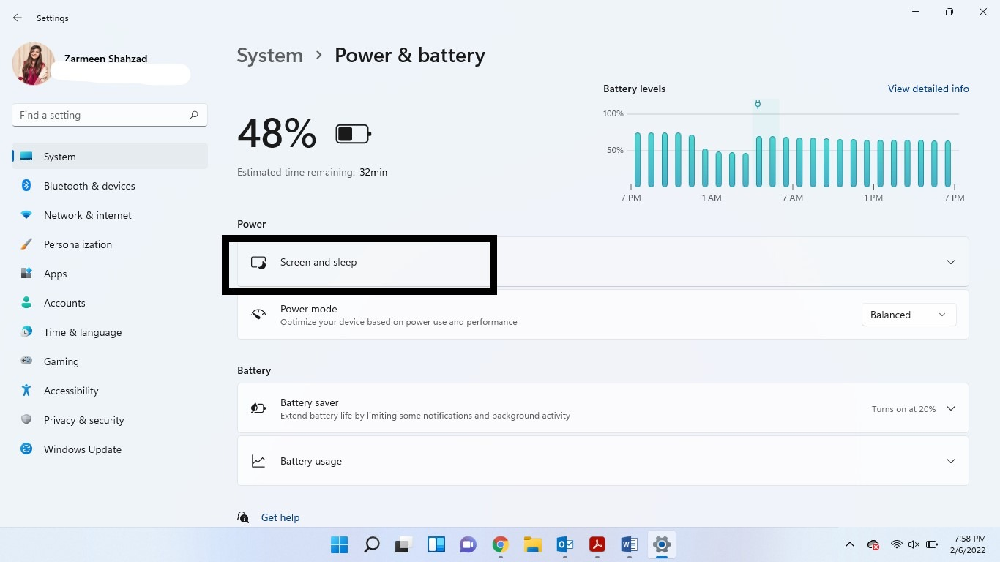 Settings
Zarmeen Shahzad
Find a setting
System
Bluetooth & devices
Network & internet
Personalization
Apps
Accounts
Time & language
Gaming
Accessibility
Privacy & security
Windows Update
System > Power & battery
48%
Estimated time remaining: 32min
Battery levels
View detailed info
100%
50%
7 PM 1 AM 7 AM 1 PM 7 PM
Power
Screen and sleep
Power mode
Optimize your device based on power use and performance
Balanced
Battery
Battery saver
Extend battery life by limiting some notifications and background activity
Turns on at 20%
Battery usage
Get help
7:58 PM
2/6/2022